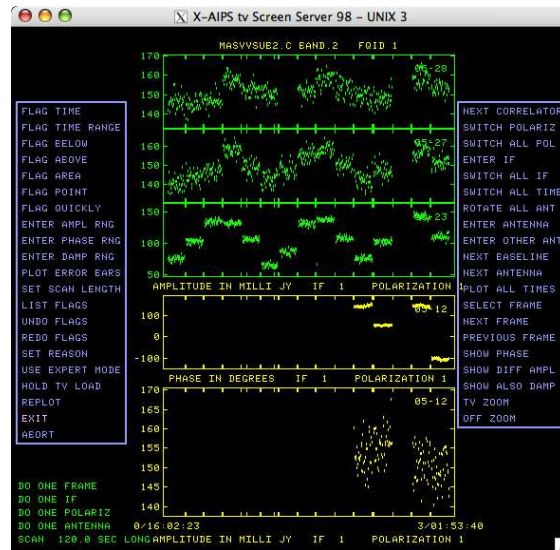 X X-AIPS tv Screen Server 98 - UNIX 3
MASYVSUB2.C BAND.2 FQID 1
170
160
150
140
05-28
160
150
140
05-27
150
100
50
23
AMPLITUDE IN MILLI JY IF 1 POLARIZATION 1
100
0
-100
05-12
PHASE IN DEGREES IF 1 POLARIZATION 1
170
165
160
155
150
145
140
05-12
0/16:02:23 3/01:53:40
AMPLITUDE IN MILLI JY IF 1 POLARIZATION 1
FLAG TIME
FLAG TIME RANGE
FLAG BELOW
FLAG ABOVE
FLAG AREA
FLAG POINT
FLAG QUICKLY
ENTER AMPL RNG
ENTER PHASE RNG
ENTER DAMP RNG
PLOT ERROR BARS
SET SCAN LENGTH
LIST FLAGS
UNDO FLAGS
REDO FLAGS
SET REASON
USE EXPERT MODE
HOLD TV LOAD
REPLOT
EXIT
ABORT
DO ONE FRAME
DO ONE IF
DO ONE POLARIZ
DO ONE ANTENNA
SCAN 120.0 SEC LONG
NEXT CORRELATOR
SWITCH POLARIZ
SWITCH ALL POL
ENTER IF
SWITCH ALL IF
SWITCH ALL TIME
ROTATE ALL ANT
ENTER ANTENNA
ENTER OTHER ANT
NEXT BASELINE
NEXT ANTENNA
PLOT ALL TIMES
SELECT FRAME
NEXT FRAME
PREVIOUS FRAME
SHOW PHASE
SHOW DIFF AMPL
SHOW ALSO DAMP
TV ZOOM
OFF ZOOM